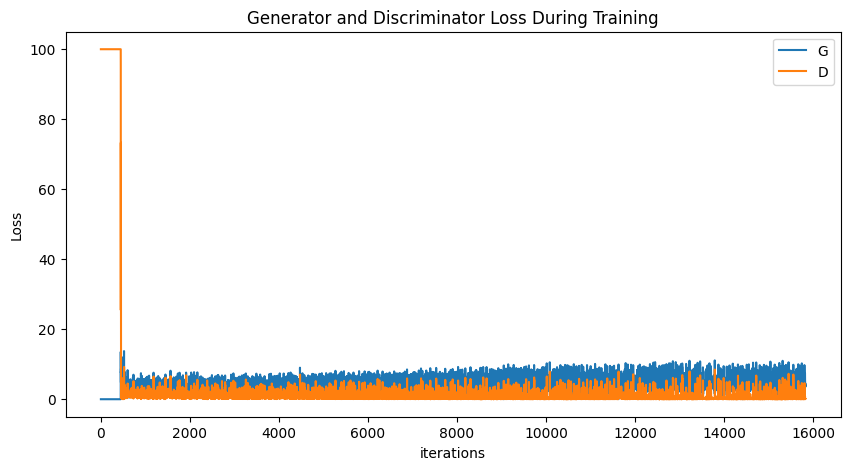 Generator and Discriminator Loss During Training
G
D
100
80
60
40
20
0
Loss
0 2000 4000 6000 8000 10000 12000 14000 16000
iterations